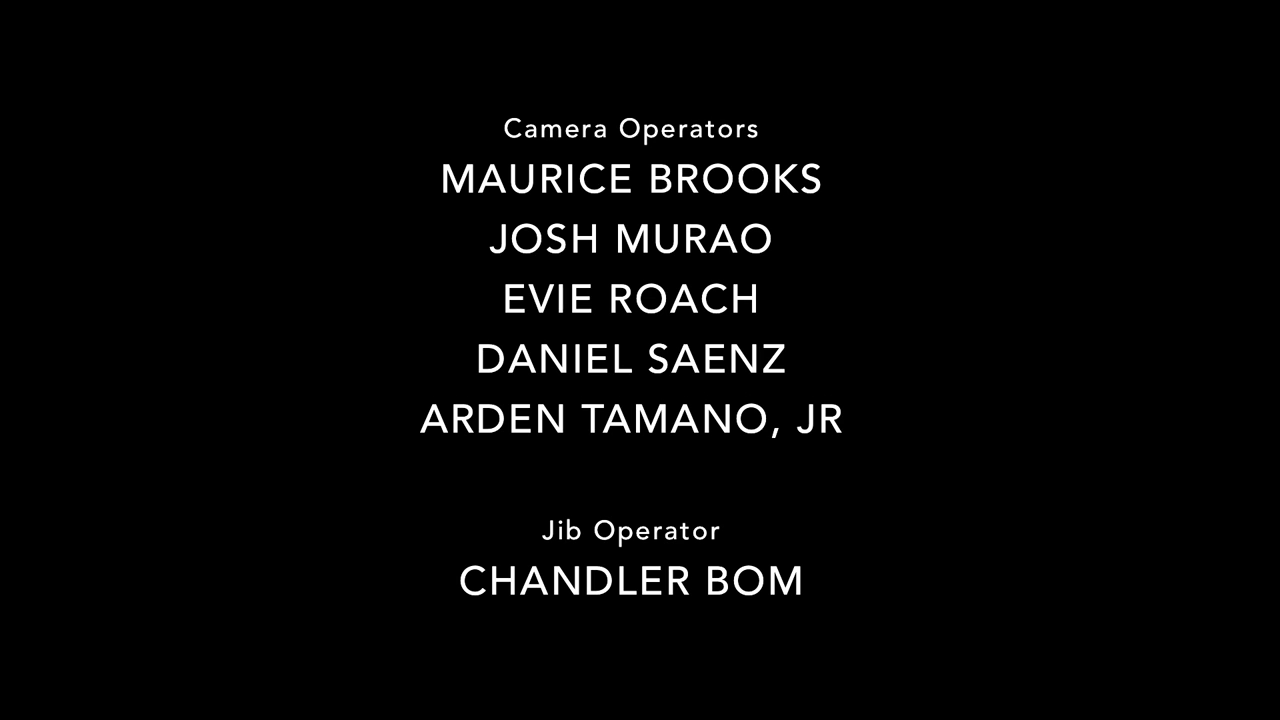 Camera Operators
MAURICE BROOKS
JOSH MURAO
EVIE ROACH
DANIEL SAENZ
ARDEN TAMANO, JR
Jib Operator
CHANDLER BOM